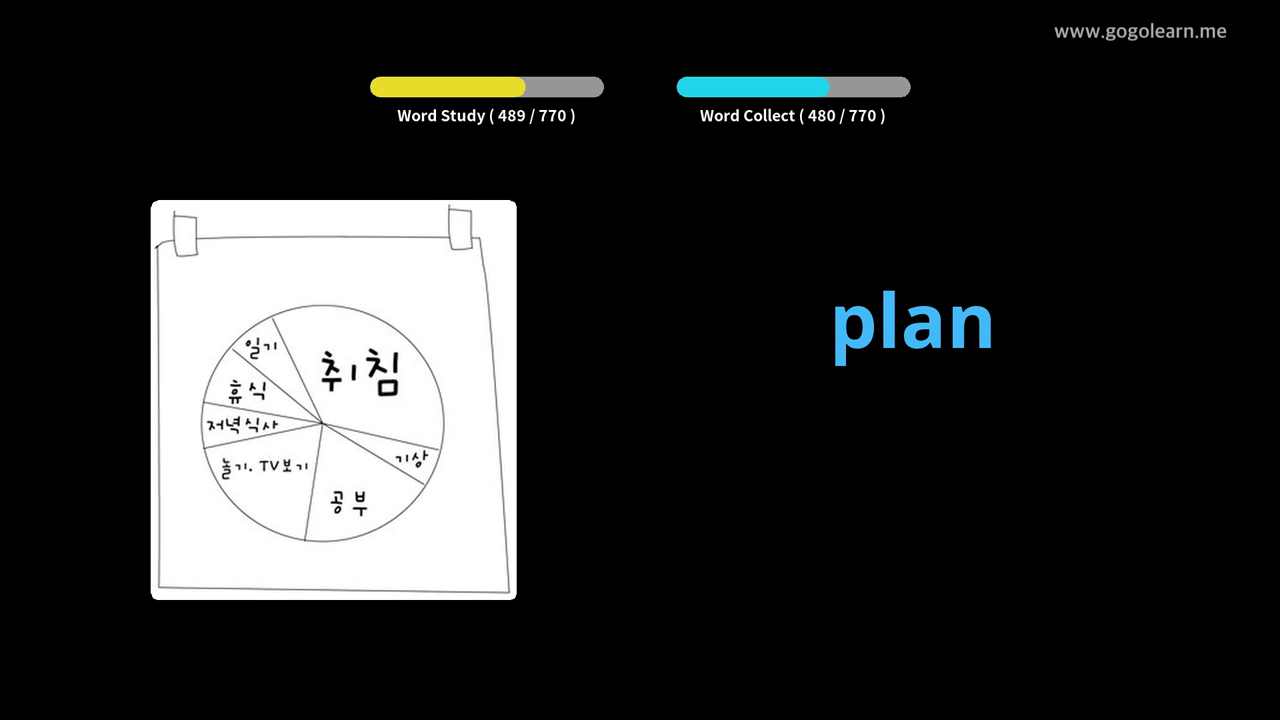 www.gogolearn.me
Word Study ( 489 / 770 )
Word Collect ( 480 / 770 )
plan
일기
취침
휴식
저녁식사
기상
놀기. TV보기
공부